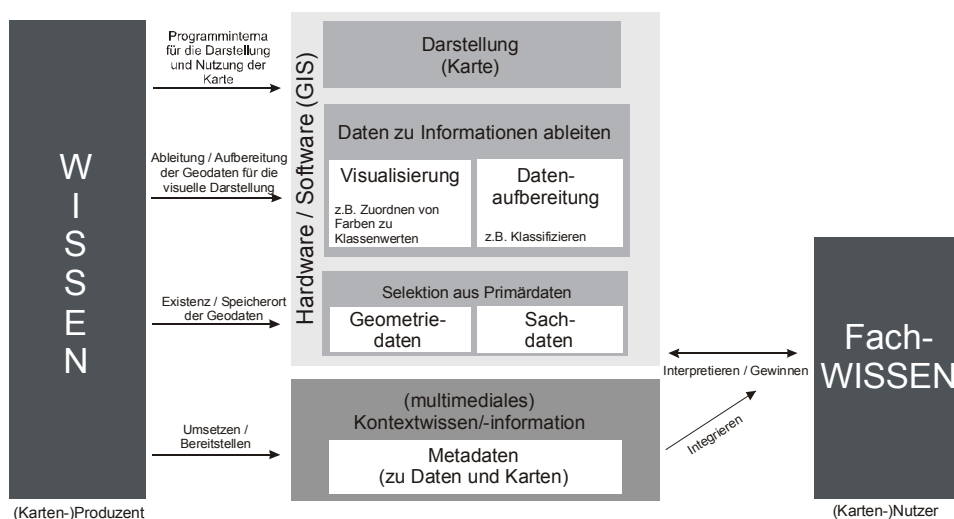 WISSEN
(Karten-)Produzent
Programminterna
für die Darstellung
und Nutzung der
Karte
Ableitung / Aufbereitung
der Geodaten für die
visuelle Darstellung
Existenz / Speicherort
der Geodaten
Umsetzen /
Bereitstellen
Hardware / Software (GIS)
Darstellung
(Karte)
Daten zu Informationen ableiten
Visualisierung
z.B. Zuordnen von
Farben zu
Klassenwerten
Daten-
aufbereitung
z.B. Klassifizieren
Selektion aus Primärdaten
Geometrie-
daten
Sach-
daten
(multimediales)
Kontextwissen/-information
Metadaten
(zu Daten und Karten)
Interpretieren / Gewinnen
Integrieren
Fach-
WISSEN
(Karten-)Nutzer